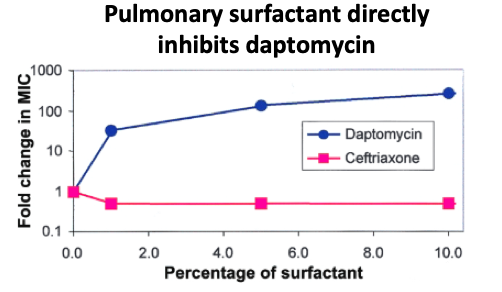 Pulmonary surfactant directly
inhibits daptomycin
Fold change in MIC
1000
100
10
1
0.1
Daptomycin
Ceftriaxone
0.0 2.0 4.0 6.0 8.0 10.0
Percentage of surfactant